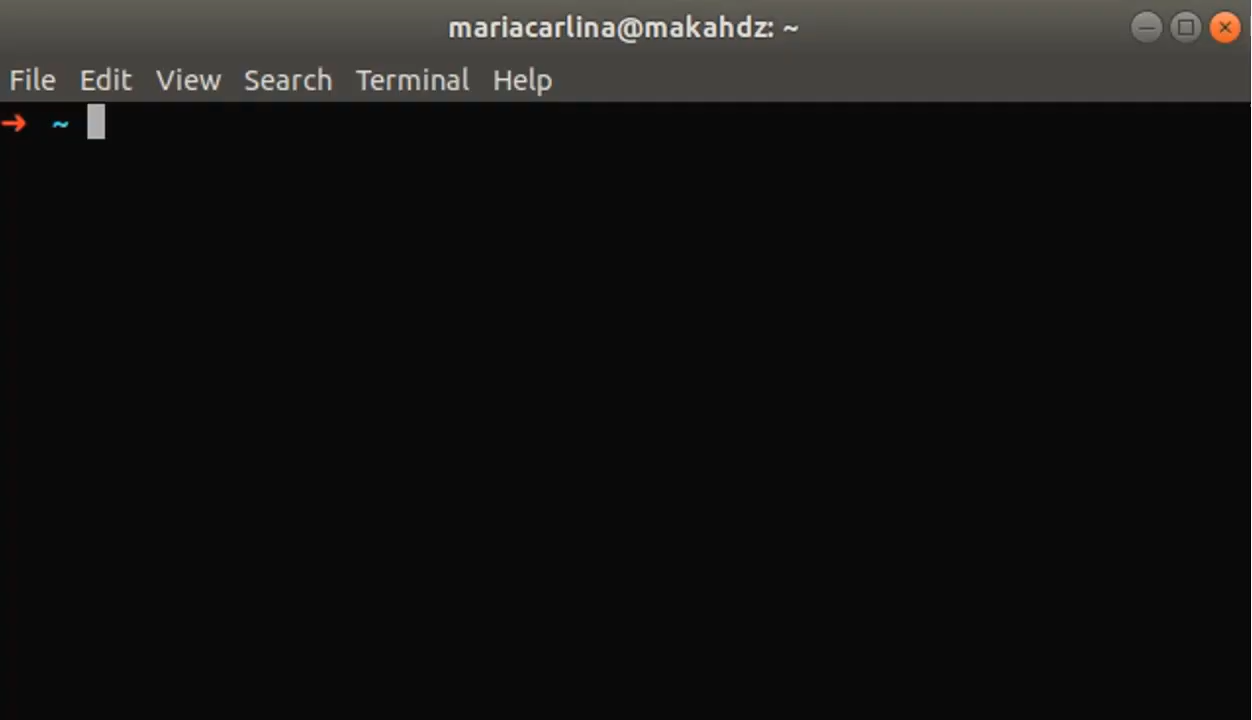 mariacarlina@makahdz: ~
File Edit View Search Terminal Help
➜ ~